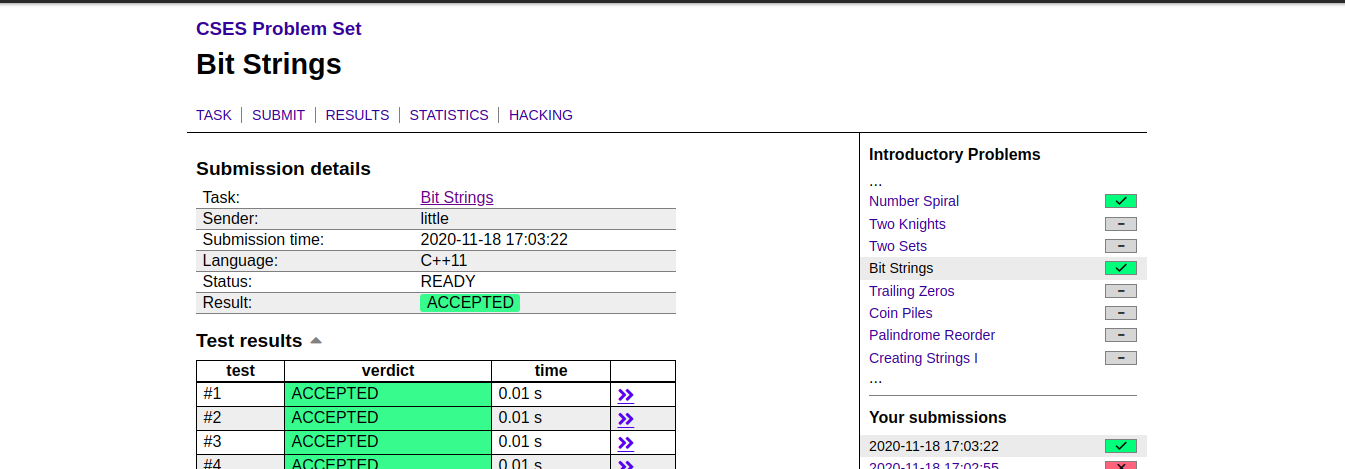 CSES Problem Set
Bit Strings
TASK | SUBMIT | RESULTS | STATISTICS | HACKING
Submission details
Task: Bit Strings
Sender: little
Submission time: 2020-11-18 17:03:22
Language: C++11
Status: READY
Result: ACCEPTED
Test results
test verdict time
#1 ACCEPTED 0.01 s »
#2 ACCEPTED 0.01 s »
#3 ACCEPTED 0.01 s »
#4 ACCEPTED 0.01 s »
Introductory Problems
...
Number Spiral
Two Knights
Two Sets
Bit Strings
Trailing Zeros
Coin Piles
Palindrome Reorder
Creating Strings I
...
Your submissions
2020-11-18 17:03:22
2020-11-18 17:02:55